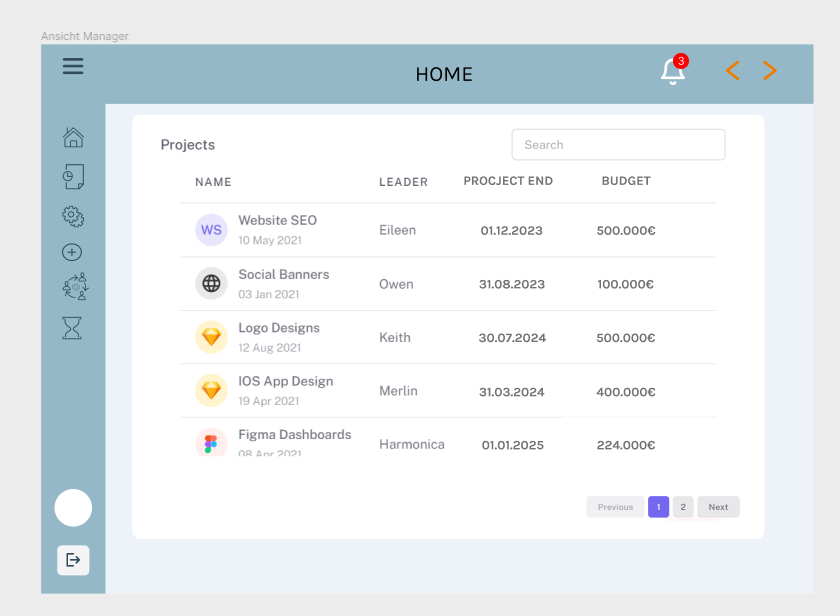 Ansicht Manager
HOME
3
Projects
Search
NAME LEADER PROCJECT END BUDGET
WS Website SEO Eileen 01.12.2023 500.000€
10 May 2021
Social Banners Owen 31.08.2023 100.000€
03 Jan 2021
Logo Designs Keith 30.07.2024 500.000€
12 Aug 2021
IOS App Design Merlin 31.03.2024 400.000€
19 Apr 2021
Figma Dashboards Harmonica 01.01.2025 224.000€
08 Apr 2021
Previous 1 2 Next